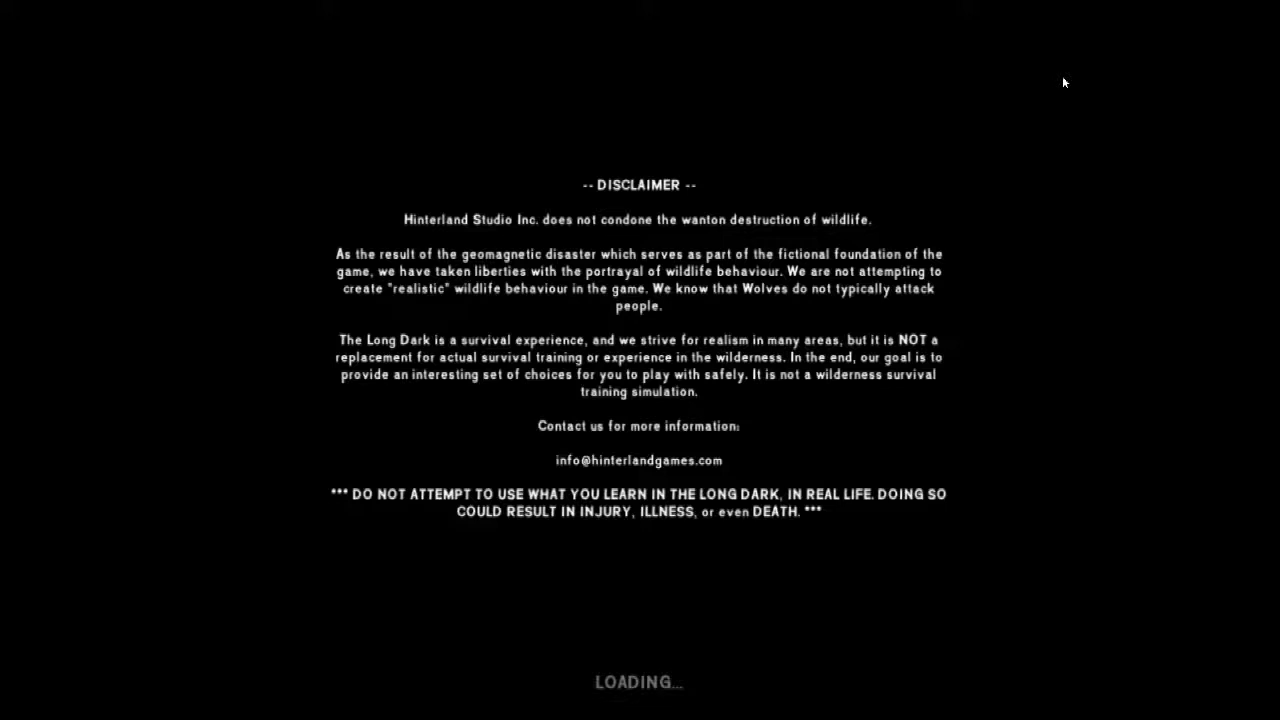 -- DISCLAIMER --
Hinterland Studio Inc. does not condone the wanton destruction of wildlife.
As the result of the geomagnetic disaster which serves as part of the fictional foundation of the
game, we have taken liberties with the portrayal of wildlife behaviour. We are not attempting to
create "realistic" wildlife behaviour in the game. We know that Wolves do not typically attack
people.
The Long Dark is a survival experience, and we strive for realism in many areas, but it is NOT a
replacement for actual survival training or experience in the wilderness. In the end, our goal is to
provide an interesting set of choices for you to play with safely. It is not a wilderness survival
training simulation.
Contact us for more information:
info@hinterlandgames.com
*** DO NOT ATTEMPT TO USE WHAT YOU LEARN IN THE LONG DARK, IN REAL LIFE. DOING SO
COULD RESULT IN INJURY, ILLNESS, or even DEATH. ***
LOADING...